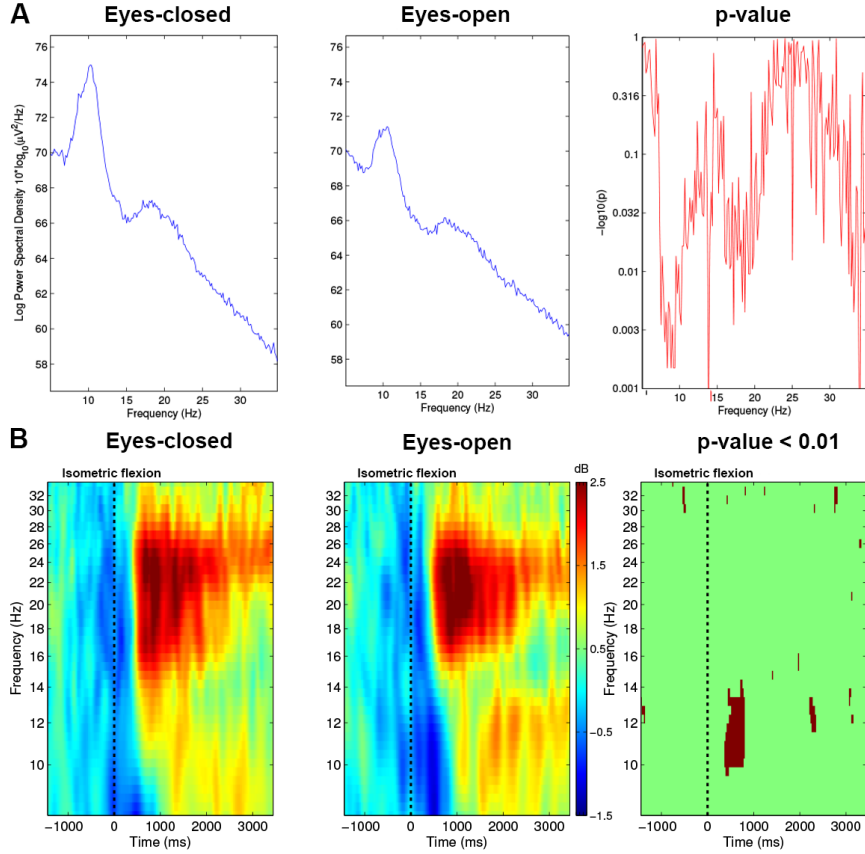 A
Eyes-closed
Eyes-open
p-value
76
74
72
70
68
66
64
62
60
58
Log Power Spectral Density 10*log10(μV2/Hz)
10 15 20 25 30
Frequency (Hz)
76
74
72
70
68
66
64
62
60
58
10 15 20 25 30
Frequency (Hz)
1
0.316
0.1
0.032
0.01
0.003
0.001
−log10(p)
10 15 20 25 30
Frequency (Hz)
B
Eyes-closed
Eyes-open
p-value < 0.01
Isometric flexion
32
28
26
24
22
20
18
16
14
12
10
Frequency (Hz)
−1000 0 1000 2000 3000
Time (ms)
Isometric flexion
32
28
26
24
22
20
18
16
14
12
10
Frequency (Hz)
−1000 0 1000 2000 3000
Time (ms)
dB
2.5
1.5
0.5
−0.5
−1.5
Isometric flexion
32
30
28
26
24
22
20
18
16
14
12
10
Frequency (Hz)
−1000 0 1000 2000 3000
Time (ms)